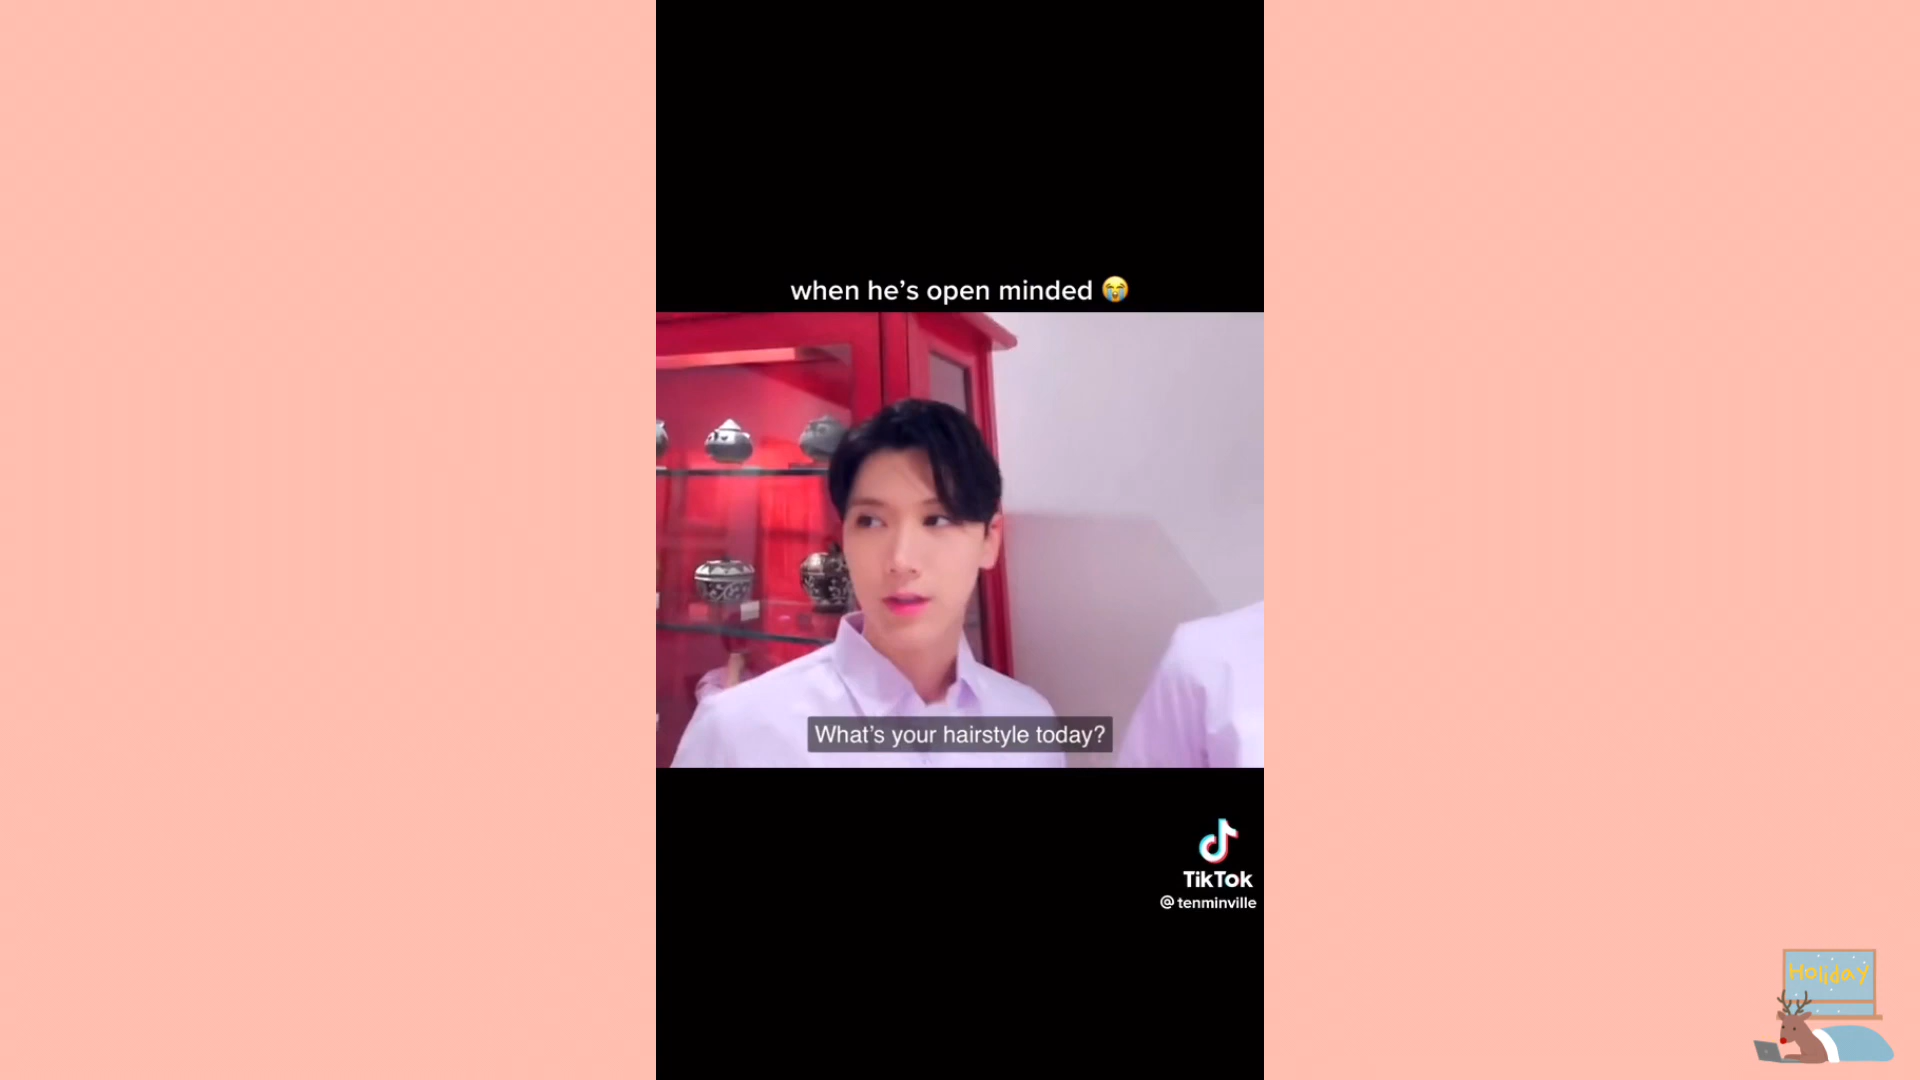 when he’s open minded 😭
What’s your hairstyle today?
TikTok
@tenminville
Holiday